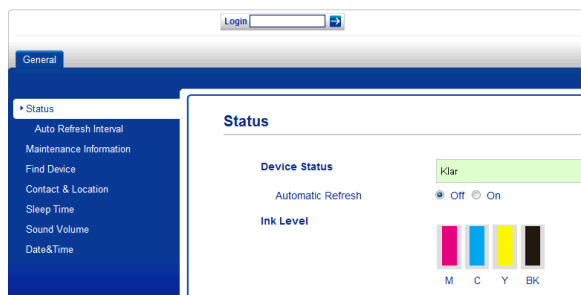 Login
General
Status
Auto Refresh Interval
Maintenance Information
Find Device
Contact & Location
Sleep Time
Sound Volume
Date&Time
Status
Device Status
Klar
Automatic Refresh
Off On
Ink Level
M C Y BK